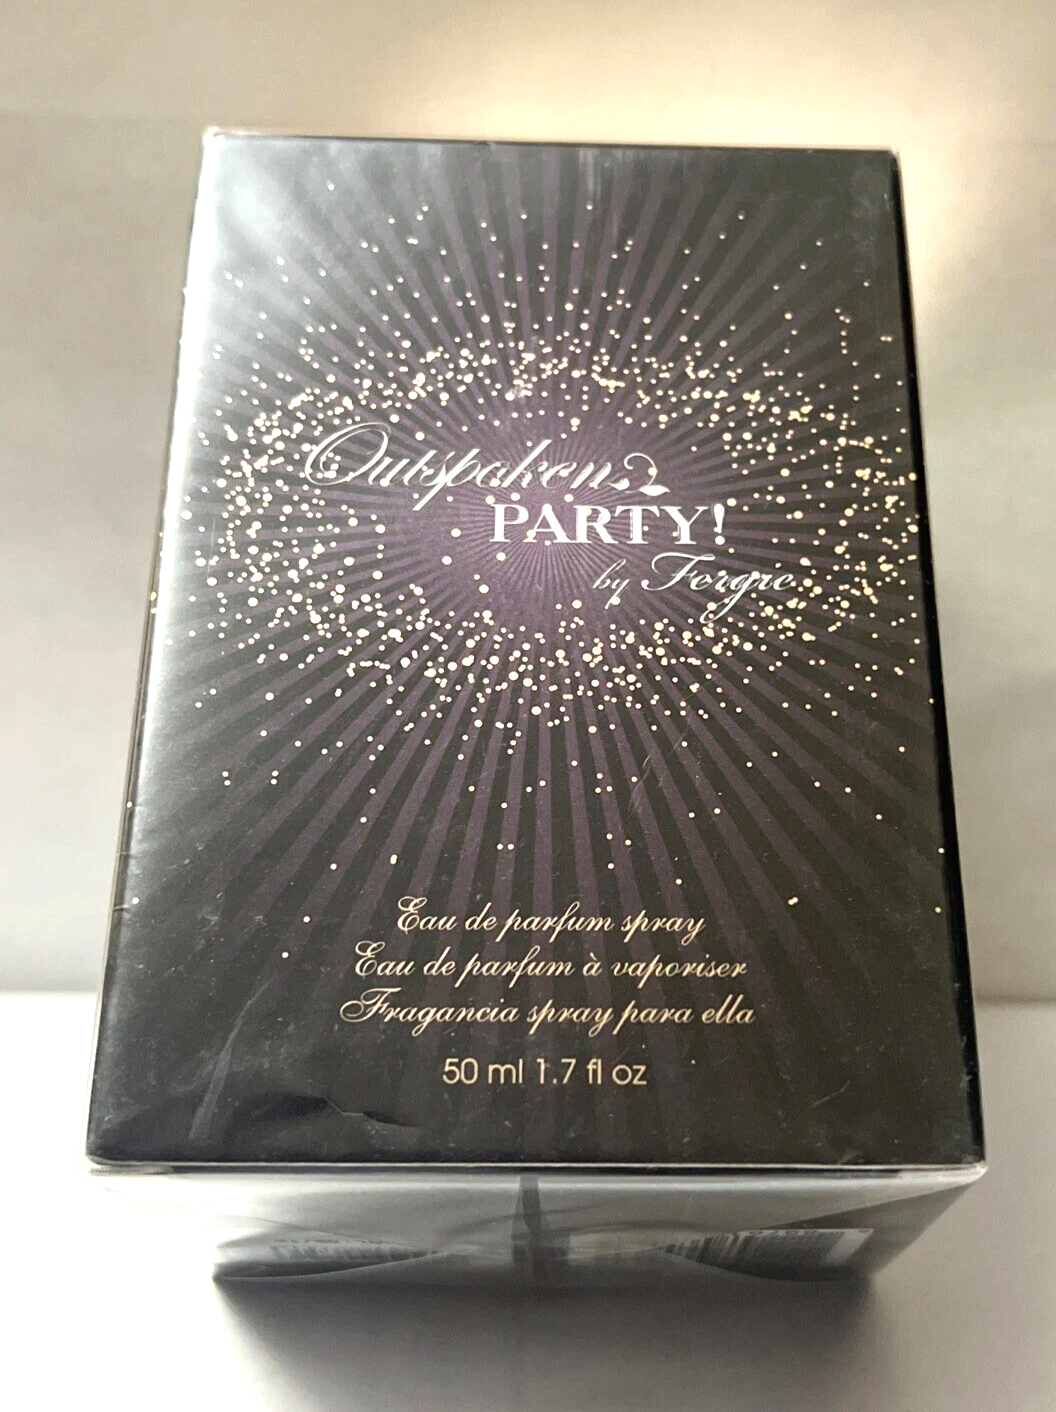 Outspoken
PARTY!
by Fergie
Eau de parfum spray
Eau de parfum à vaporiser
Fragancia spray para ella
50 ml 1.7 fl oz